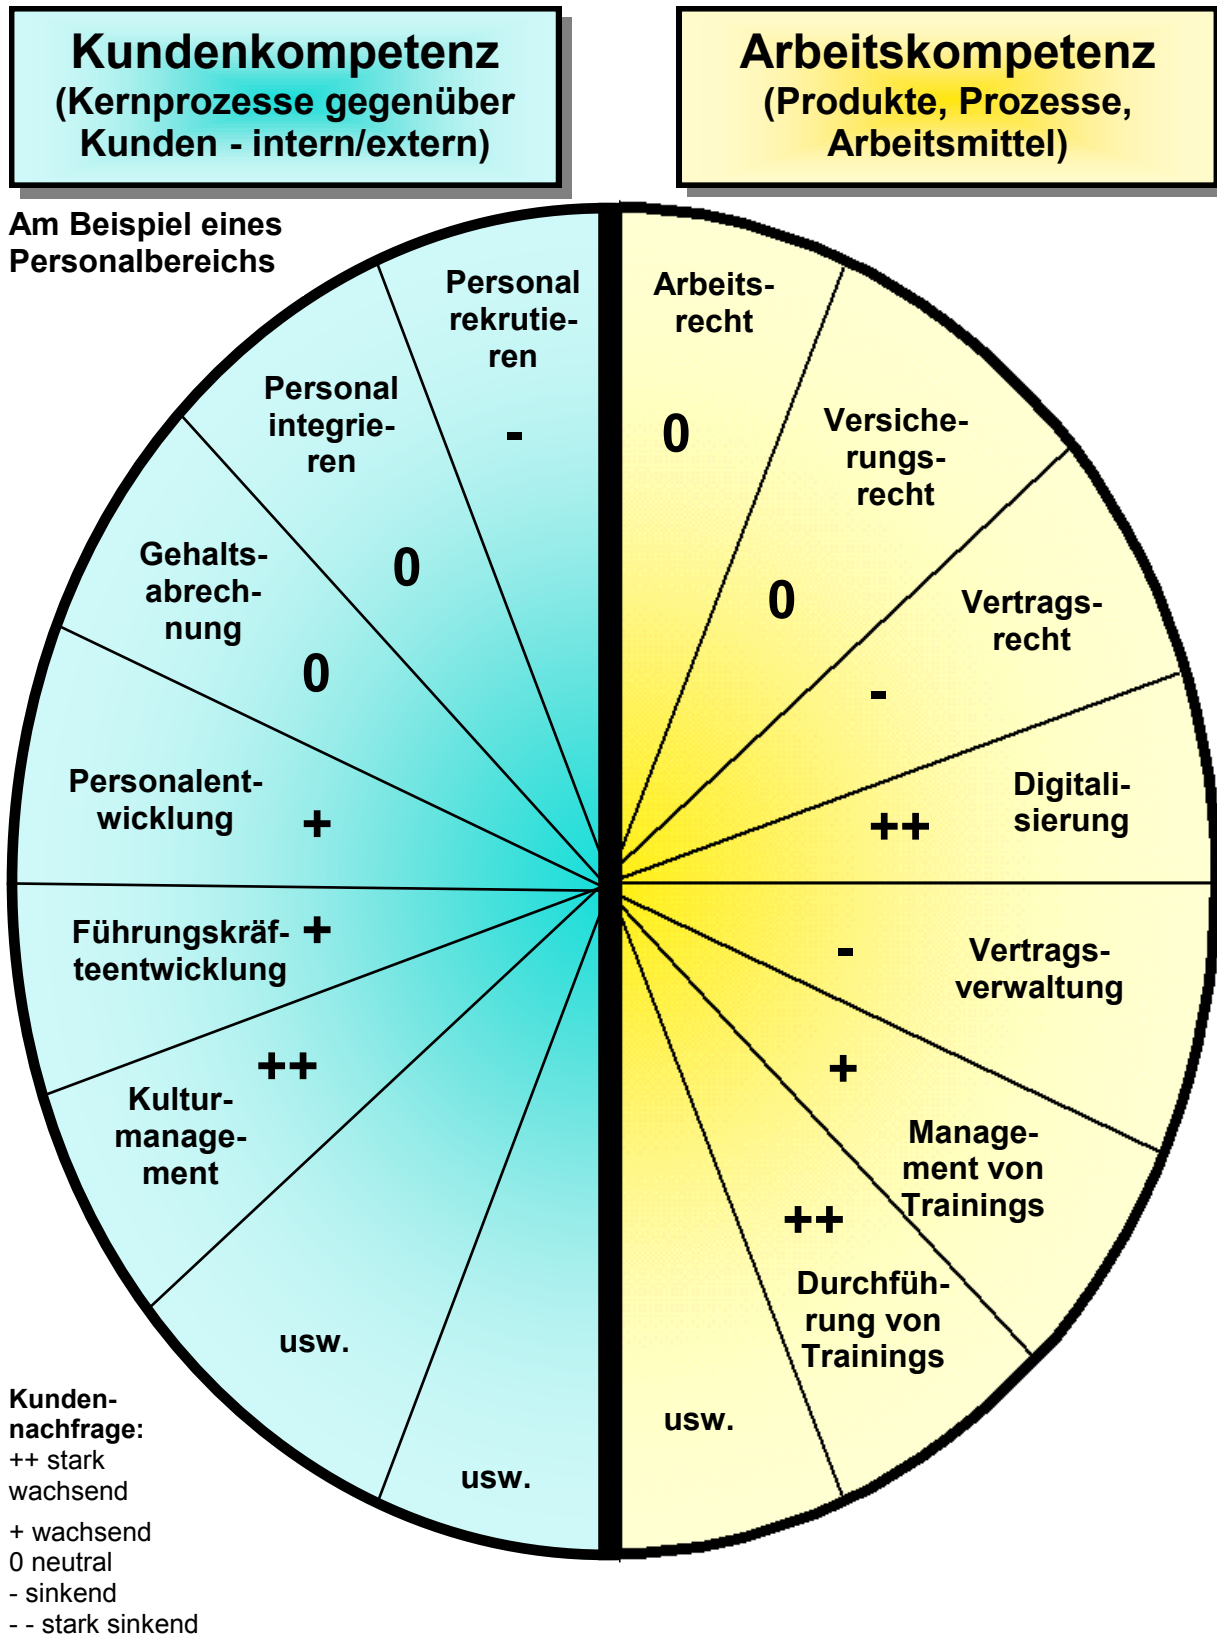 Kundenkompetenz
(Kernprozesse gegenüber
Kunden - intern/extern)
Arbeitskompetenz
(Produkte, Prozesse,
Arbeitsmittel)
Am Beispiel eines
Personalbereichs
Personal
rekrutie-
ren
-
Personal
integrie-
ren
0
Gehalts-
abrech-
nung
0
Personalent-
wicklung
+
Führungskräf-
teentwicklung
+
++
Kultur-
manage-
ment
usw.
usw.
Arbeits-
recht
0
Versiche-
rungs-
recht
0
Vertrags-
recht
-
Digitali-
sierung
++
-
Vertrags-
verwaltung
+
Manage-
ment von
Trainings
++
Durchfüh-
rung von
Trainings
usw.
Kunden-
nachfrage:
++ stark
wachsend
+ wachsend
0 neutral
- sinkend
- - stark sinkend